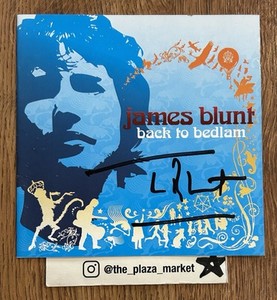 james blunt
back to bedlam
@the_plaza_market